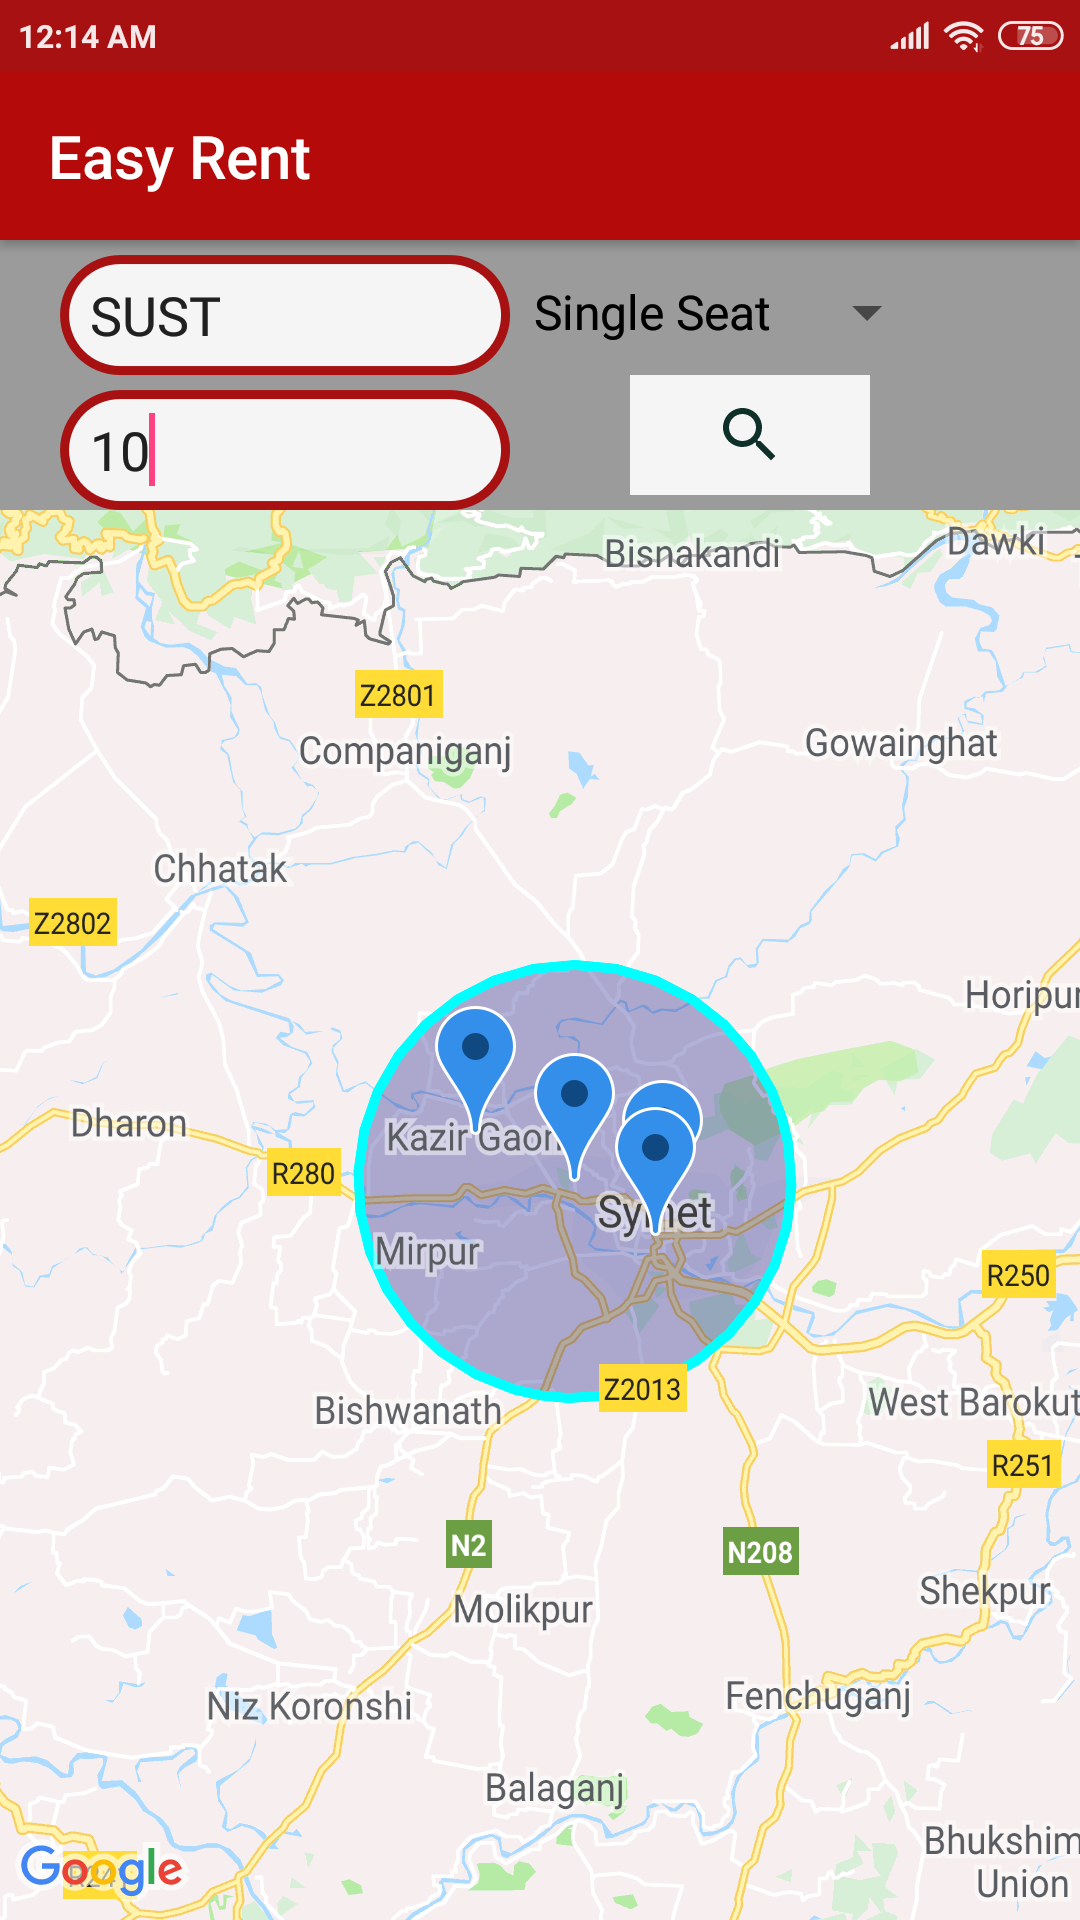 12:14 AM
75
Easy Rent
SUST
Single Seat
10
Bisnakandi
Dawki
Z2801
Companiganj
Gowainghat
Chhatak
Z2802
Horipur
Dharon
Kazir Gaon
R280
Sylhet
Mirpur
R250
Z2013
West Barokut
Bishwanath
R251
N2
N208
Shekpur
Molikpur
Fenchuganj
Niz Koronshi
Balaganj
Bhukshim
Union
Google